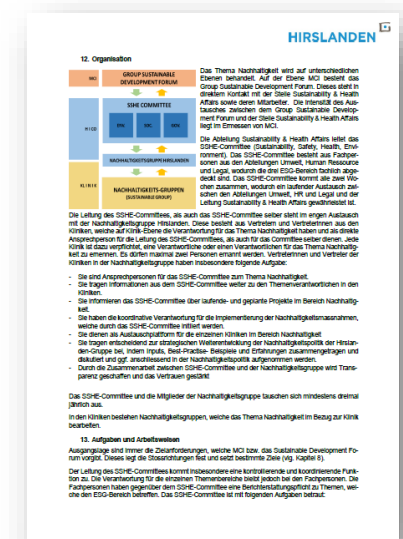 HIRSLANDEN
12. Organisation
MCI
GROUP SUSTAINABLE
DEVELOPMENT FORUM
SSHE COMMITTEE
NACHHALTIGKEITSGRUPPE HIRSLANDEN
KLINIK
NACHHALTIGKEITS-GRUPPEN
(SUSTAINABLE GROUP)
Das Thema Nachhaltigkeit wird auf unterschiedlichen
Ebenen behandelt. Auf der Ebene MCI besteht das
Group Sustainable Development Forum. Dieses steht in
direktem Kontakt mit der Stelle Sustainability & Health
Affairs sowie deren Mitarbeiter. Die Intensität des Aus-
tausches zwischen dem Group Sustainable Develop-
ment Forum und der Stelle Sustainability & Health Affairs
liegt im Ermessen von MCI.
Die Abteilung Sustainability & Health Affairs leitet das
SSHE-Committee (Sustainability, Safety, Health, Envi-
ronment). Das SSHE-Committee besteht aus Fachper-
sonen aus den Abteilungen Umwelt, Human Ressource
und Legal, wodurch die drei ESG-Bereich fachlich abge-
deckt sind. Das SSHE-Committee kommt alle zwei Wo-
chen zusammen, wodurch ein laufender Austausch zwi-
schen den Abteilungen Umwelt, HR und Legal und der
Leitung Sustainability & Health Affairs gewährleistet ist.
Die Leitung des SSHE-Committees, als auch das SSHE-Committee selber steht im engen Austausch
mit der Nachhaltigkeitsgruppe Hirslanden. Diese besteht aus Vertretern und Vertreterinnen aus den
Kliniken, welche auf Klinik-Ebene die Verantwortung für das Thema Nachhaltigkeit haben und als direkte
Ansprechperson für die Leitung des SSHE-Committees, als auch für das Committee selber dienen. Jede
Klinik ist dazu verpflichtet, eine Verantwortliche oder einen Verantwortlichen für das Thema Nachhaltig-
keit zu ernennen. Es dürfen maximal zwei Personen ernannt werden. Vertreterinnen und Vertreter der
Kliniken in der Nachhaltigkeitsgruppe haben insbesondere folgende Aufgabe:
- Sie sind Ansprechpersonen für das SSHE-Committee zum Thema Nachhaltigkeit.
- Sie tragen Informationen aus dem SSHE-Committee weiter zu den Themenverantwortlichen in den
Kliniken.
- Sie informieren das SSHE-Committee über laufende- und geplante Projekte im Bereich Nachhaltig-
keit.
- Sie haben die koordinative Verantwortung für die Implementierung der Nachhaltigkeitsmassnahmen,
welche durch das SSHE-Committee initiiert werden.
- Sie dienen als Austauschplattform für die einzelnen Kliniken im Bereich Nachhaltigkeit
- Sie tragen entscheidend zur strategischen Weiterentwicklung der Nachhaltigkeitspolitik der Hirslan-
den-Gruppe bei, indem Inputs, Best-Practise- Beispiele und Erfahrungen zusammengetragen und
diskutiert und ggf. anschliessend in der Nachhaltigkeitspolitik aufgenommen werden.
- Durch die Zusammenarbeit zwischen SSHE-Committee und der Nachhaltigkeitsgruppe wird Trans-
parenz geschaffen und das Vertrauen gestärkt
Das SSHE-Committee und die Mitglieder der Nachhaltigkeitsgruppe tauschen sich mindestens dreimal
jährlich aus.
In den Kliniken bestehen Nachhaltigkeitsgruppen, welche das Thema Nachhaltigkeit im Bezug zur Klinik
bearbeiten.
13. Aufgaben und Arbeitsweisen
Ausgangslage sind immer die Zielanforderungen, welche MCI bzw. das Sustainable Development Fo-
rum vorgibt. Dieses legt die Stossrichtungen fest und setzt bestimmte Ziele (vlg. Kapitel 8).
Der Leitung des SSHE-Committees kommt insbesondere eine kontrollierende und koordinierende Funk-
tion zu. Die Verantwortung für die einzelnen Themenbereiche bleibt jedoch bei den Fachpersonen. Die
Fachpersonen haben gegenüber dem SSHE-Committee eine Berichterstattungspflicht zu Themen, wel-
che den ESG-Bereich betreffen. Das SSHE-Committee ist mit folgenden Aufgaben betraut: